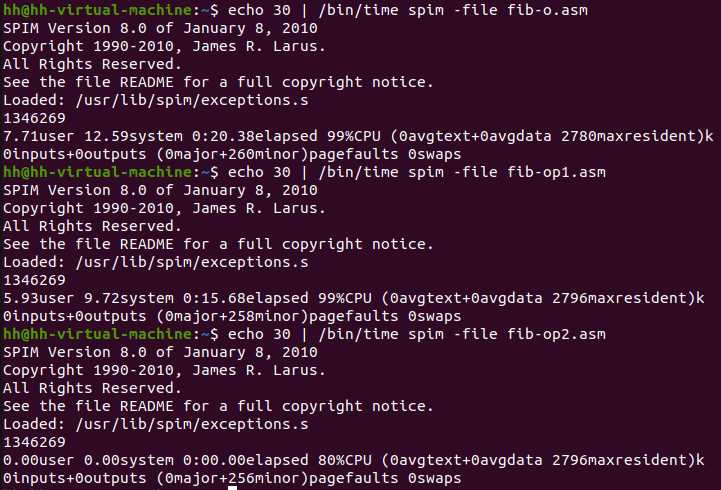 hh@hh-virtual-machine:~$ echo 30 | /bin/time spim -file fib-o.asm
SPIM Version 8.0 of January 8, 2010
Copyright 1990-2010, James R. Larus.
All Rights Reserved.
See the file README for a full copyright notice.
Loaded: /usr/lib/spim/exceptions.s
1346269
7.71user 12.59system 0:20.38elapsed 99%CPU (0avgtext+0avgdata 2780maxresident)k
0inputs+0outputs (0major+260minor)pagefaults 0swaps
hh@hh-virtual-machine:~$ echo 30 | /bin/time spim -file fib-op1.asm
SPIM Version 8.0 of January 8, 2010
Copyright 1990-2010, James R. Larus.
All Rights Reserved.
See the file README for a full copyright notice.
Loaded: /usr/lib/spim/exceptions.s
1346269
5.93user 9.72system 0:15.68elapsed 99%CPU (0avgtext+0avgdata 2796maxresident)k
0inputs+0outputs (0major+258minor)pagefaults 0swaps
hh@hh-virtual-machine:~$ echo 30 | /bin/time spim -file fib-op2.asm
SPIM Version 8.0 of January 8, 2010
Copyright 1990-2010, James R. Larus.
All Rights Reserved.
See the file README for a full copyright notice.
Loaded: /usr/lib/spim/exceptions.s
1346269
0.00user 0.00system 0:00.00elapsed 80%CPU (0avgtext+0avgdata 2796maxresident)k
0inputs+0outputs (0major+256minor)pagefaults 0swaps